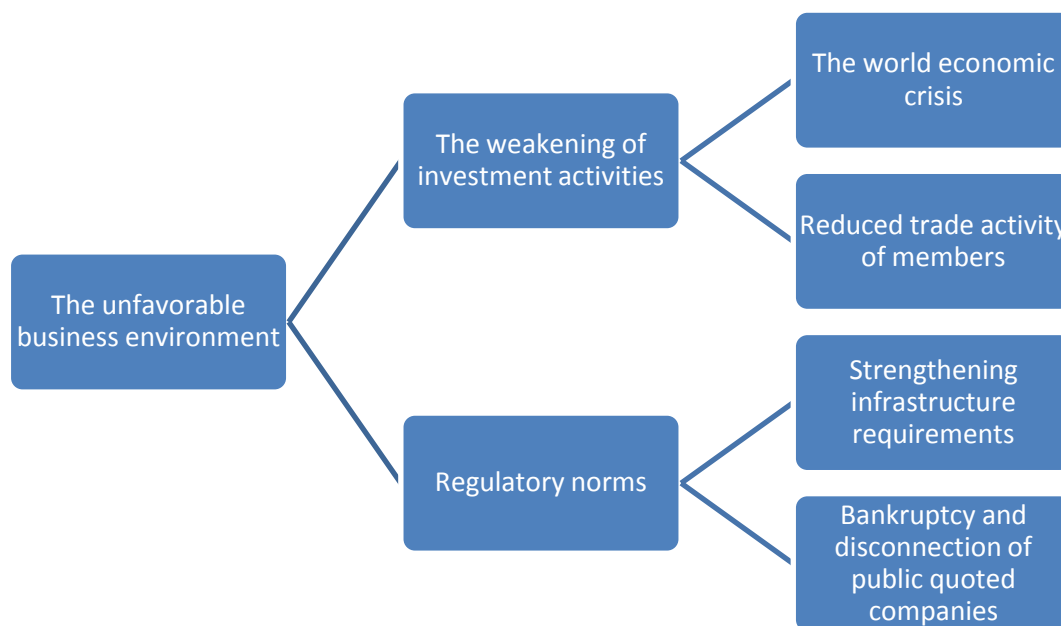 The unfavorable
business environment
The weakening of
investment activities
Regulatory norms
The world economic
crisis
Reduced trade activity
of members
Strengthening
infrastructure
requirements
Bankruptcy and
disconnection of
public quoted
companies